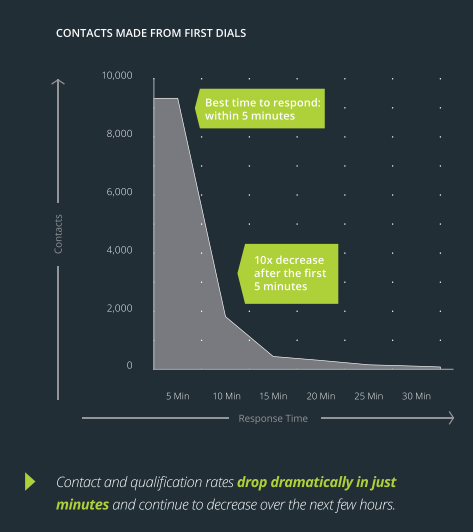 CONTACTS MADE FROM FIRST DIALS
10,000
8,000
6,000
4,000
2,000
0
Contacts
Best time to respond:
within 5 minutes
10x decrease
after the first
5 minutes
5 Min 10 Min 15 Min 20 Min 25 Min 30 Min
Response Time
Contact and qualification rates drop dramatically in just
minutes and continue to decrease over the next few hours.